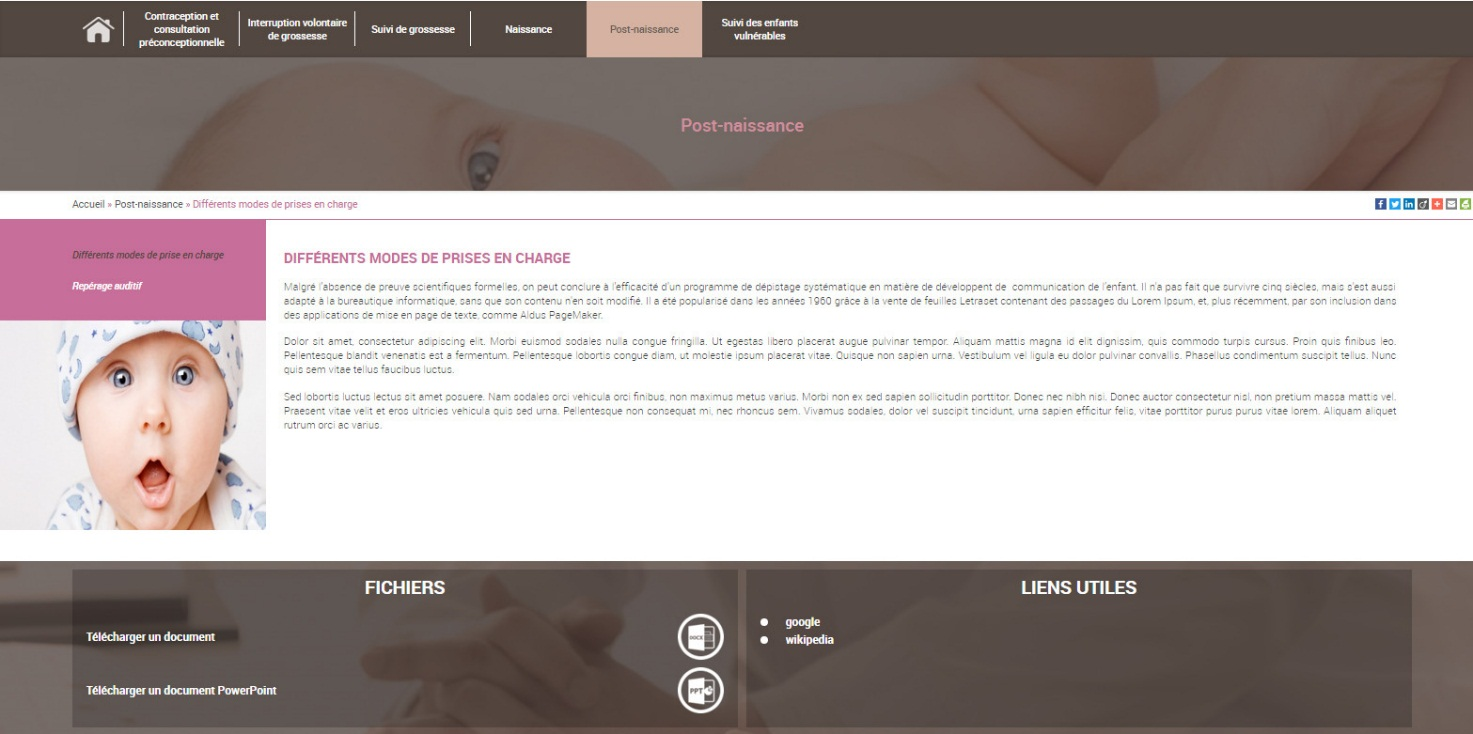 Contraception et
consultation
préconceptionnelle
Interruption volontaire
de grossesse
Suivi de grossesse
Naissance
Post-naissance
Suivi des enfants
vulnérables
Post-naissance
Accueil » Post-naissance » Différents modes de prises en charge
Différents modes de prise en charge
Repérage auditif
DIFFÉRENTS MODES DE PRISES EN CHARGE
Malgré l'absence de preuve scientifiques formelles, on peut conclure à l'efficacité d'un programme de dépistage systématique en matière de développent de communication de l'enfant. Il n'a pas fait que survivre cinq siècles, mais s'est aussi
adapté à la bureautique informatique, sans que son contenu n'en soit modifié. Il a été popularisé dans les années 1960 grâce à la vente de feuilles Letraset contenant des passages du Lorem Ipsum, et, plus récemment, par son inclusion dans
des applications de mise en page de texte, comme Aldus PageMaker.
Dolor sit amet, consectetur adipiscing elit. Morbi euismod sodales nulla congue fringilla. Ut egestas libero placerat augue pulvinar tempor. Aliquam mattis magna id elit dignissim, quis commodo turpis cursus. Proin quis finibus leo.
Pellentesque blandit venenatis est a fermentum. Pellentesque lobortis congue diam, ut molestie ipsum placerat vitae. Quisque non sapien urna. Vestibulum vel ligula eu dolor pulvinar convallis. Phasellus condimentum suscipit tellus. Nunc
quis sem vitae tellus faucibus luctus.
Sed lobortis luctus lectus sit amet posuere. Nam sodales orci vehicula orci finibus, non maximus metus varius. Morbi non ex sed sapien sollicitudin porttitor. Donec nec nibh nisi. Donec auctor consectetur nisl, non pretium massa mattis vel.
Praesent vitae velit et eros ultricies vehicula quis sed urna. Pellentesque non consequat mi, nec rhoncus sem. Vivamus sodales, dolor vel suscipit tincidunt, urna sapien efficitur felis, vitae porttitor purus purus vitae lorem. Aliquam aliquet
rutrum orci ac varius.
FICHIERS
Télécharger un document
DOCX
Télécharger un document PowerPoint
PPT
LIENS UTILES
google
wikipedia